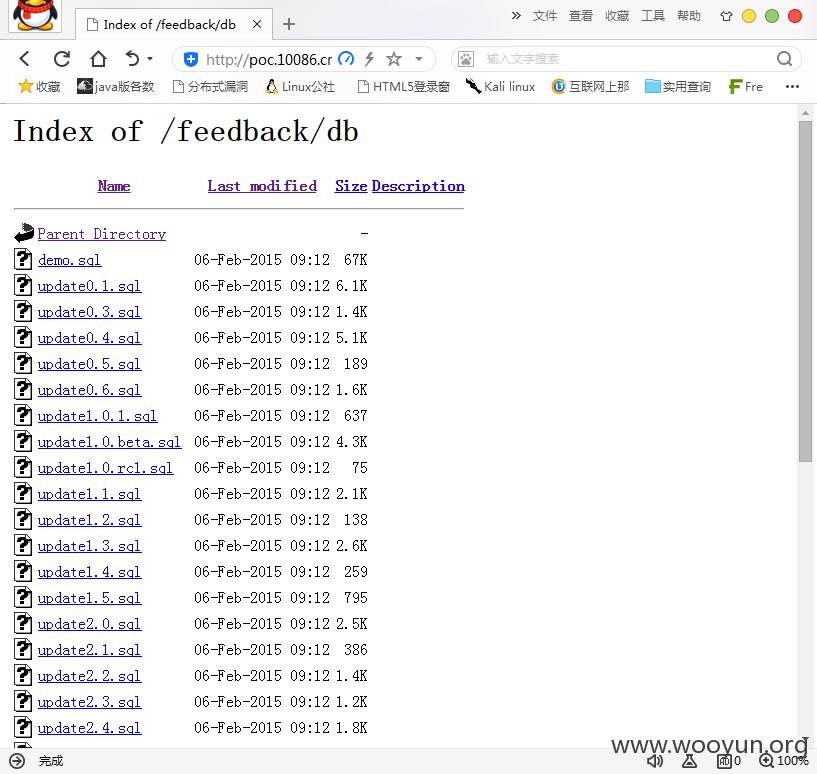 Index of /feedback/db
» 文件 查看 收藏 工具 帮助
http://poc.10086.cr 输入文字搜索
收藏 java版各数 分布式漏洞 Linux公社 HTML5登录窗 Kali linux 互联网上那 实用查询 Fre
Index of /feedback/db
Name Last modified Size Description
Parent Directory -
demo.sql 06-Feb-2015 09:12 67K
update0.1.sql 06-Feb-2015 09:12 6.1K
update0.3.sql 06-Feb-2015 09:12 1.4K
update0.4.sql 06-Feb-2015 09:12 5.1K
update0.5.sql 06-Feb-2015 09:12 189
update0.6.sql 06-Feb-2015 09:12 1.6K
update1.0.1.sql 06-Feb-2015 09:12 637
update1.0.beta.sql 06-Feb-2015 09:12 4.3K
update1.0.rc1.sql 06-Feb-2015 09:12 75
update1.1.sql 06-Feb-2015 09:12 2.1K
update1.2.sql 06-Feb-2015 09:12 138
update1.3.sql 06-Feb-2015 09:12 2.6K
update1.4.sql 06-Feb-2015 09:12 259
update1.5.sql 06-Feb-2015 09:12 795
update2.0.sql 06-Feb-2015 09:12 2.5K
update2.1.sql 06-Feb-2015 09:12 386
update2.2.sql 06-Feb-2015 09:12 1.4K
update2.3.sql 06-Feb-2015 09:12 1.2K
update2.4.sql 06-Feb-2015 09:12 1.8K
www.wooyun.org
完成 0 100%